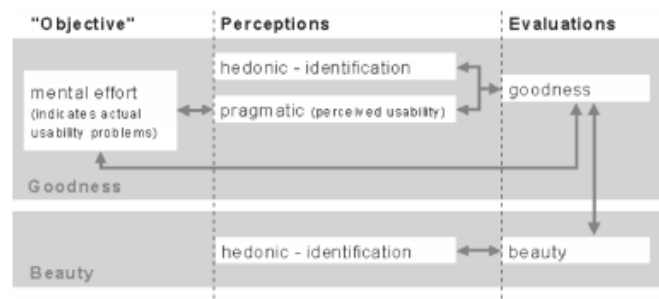 "Objective" Perceptions Evaluations
hedonic - identification
mental effort
(indicates actual
usability problems)
goodness
pragmatic (perceived usability)
Goodness
hedonic - identification beauty
Beauty